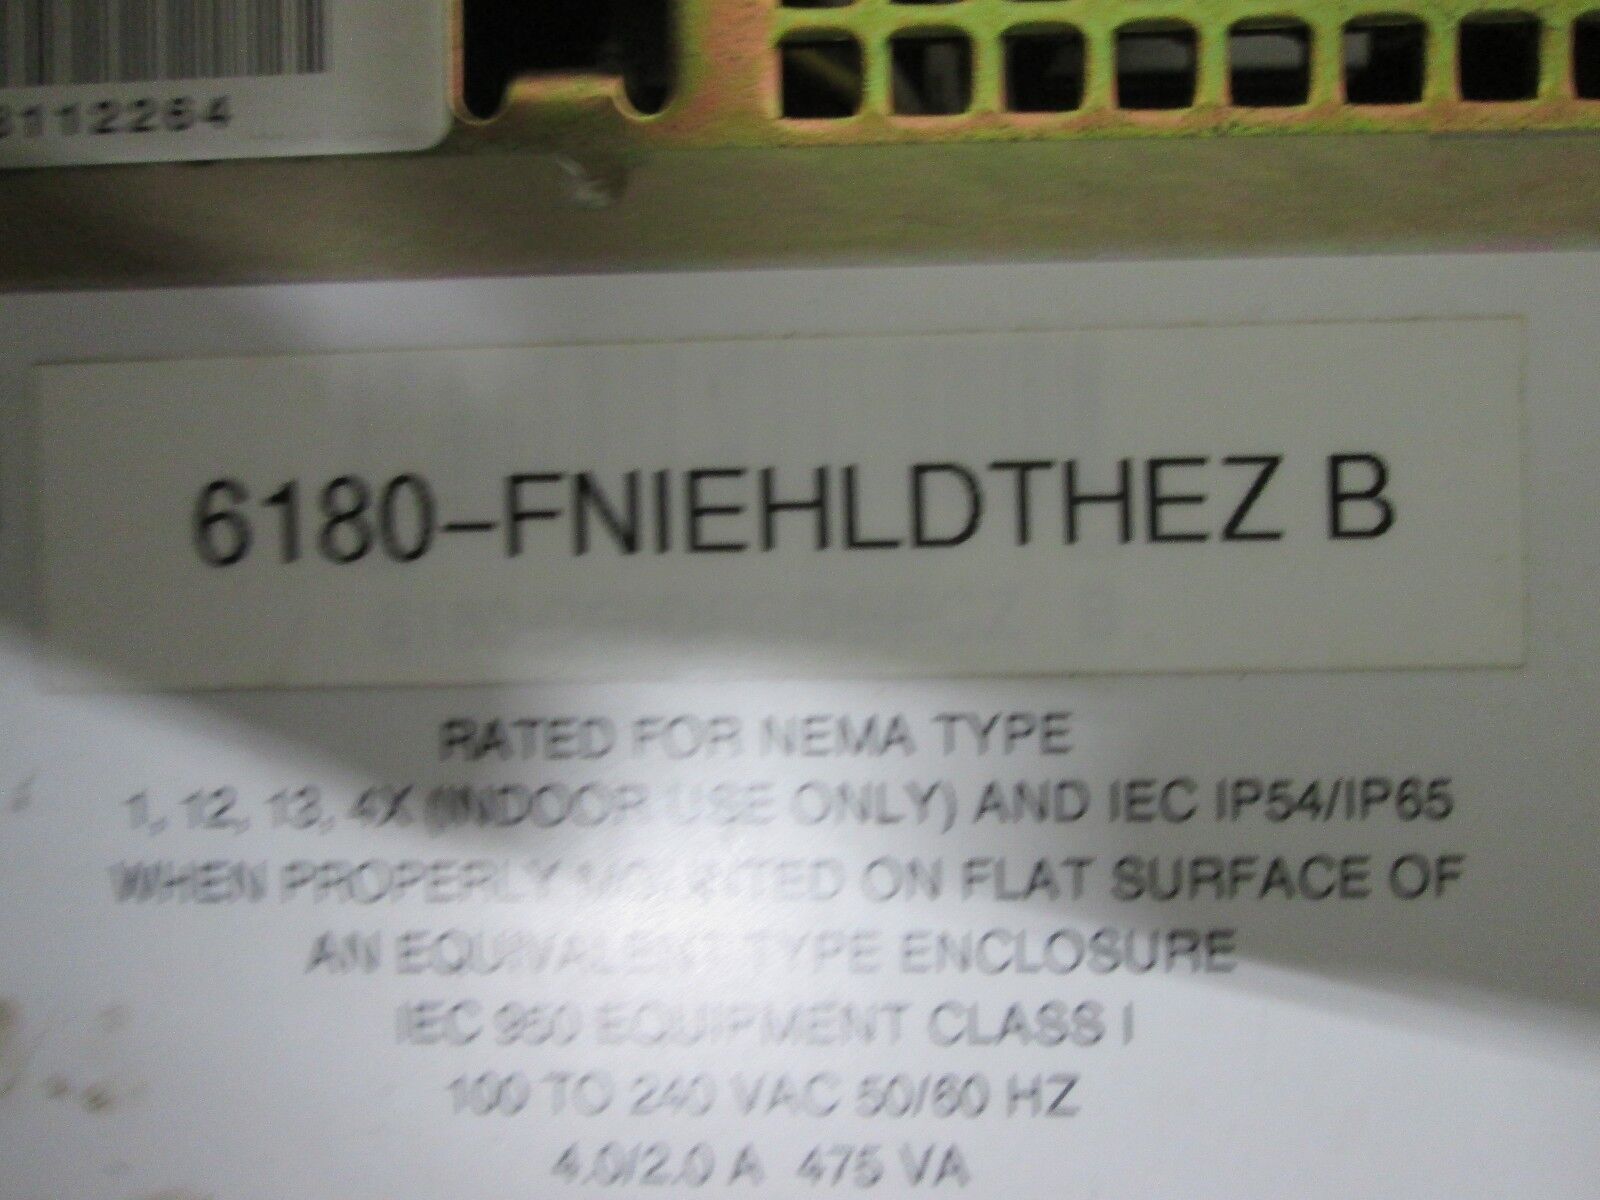 3112264
6180-FNIEHLDTHEZ B
RATED FOR NEMA TYPE
1, 12, 13, 4X (INDOOR USE ONLY) AND IEC IP54/IP65
WHEN PROPERLY MOUNTED ON FLAT SURFACE OF
AN EQUIVALENT TYPE ENCLOSURE
IEC 950 EQUIPMENT CLASS I
100 TO 240 VAC 50/60 HZ
4.0/2.0 A 475 VA